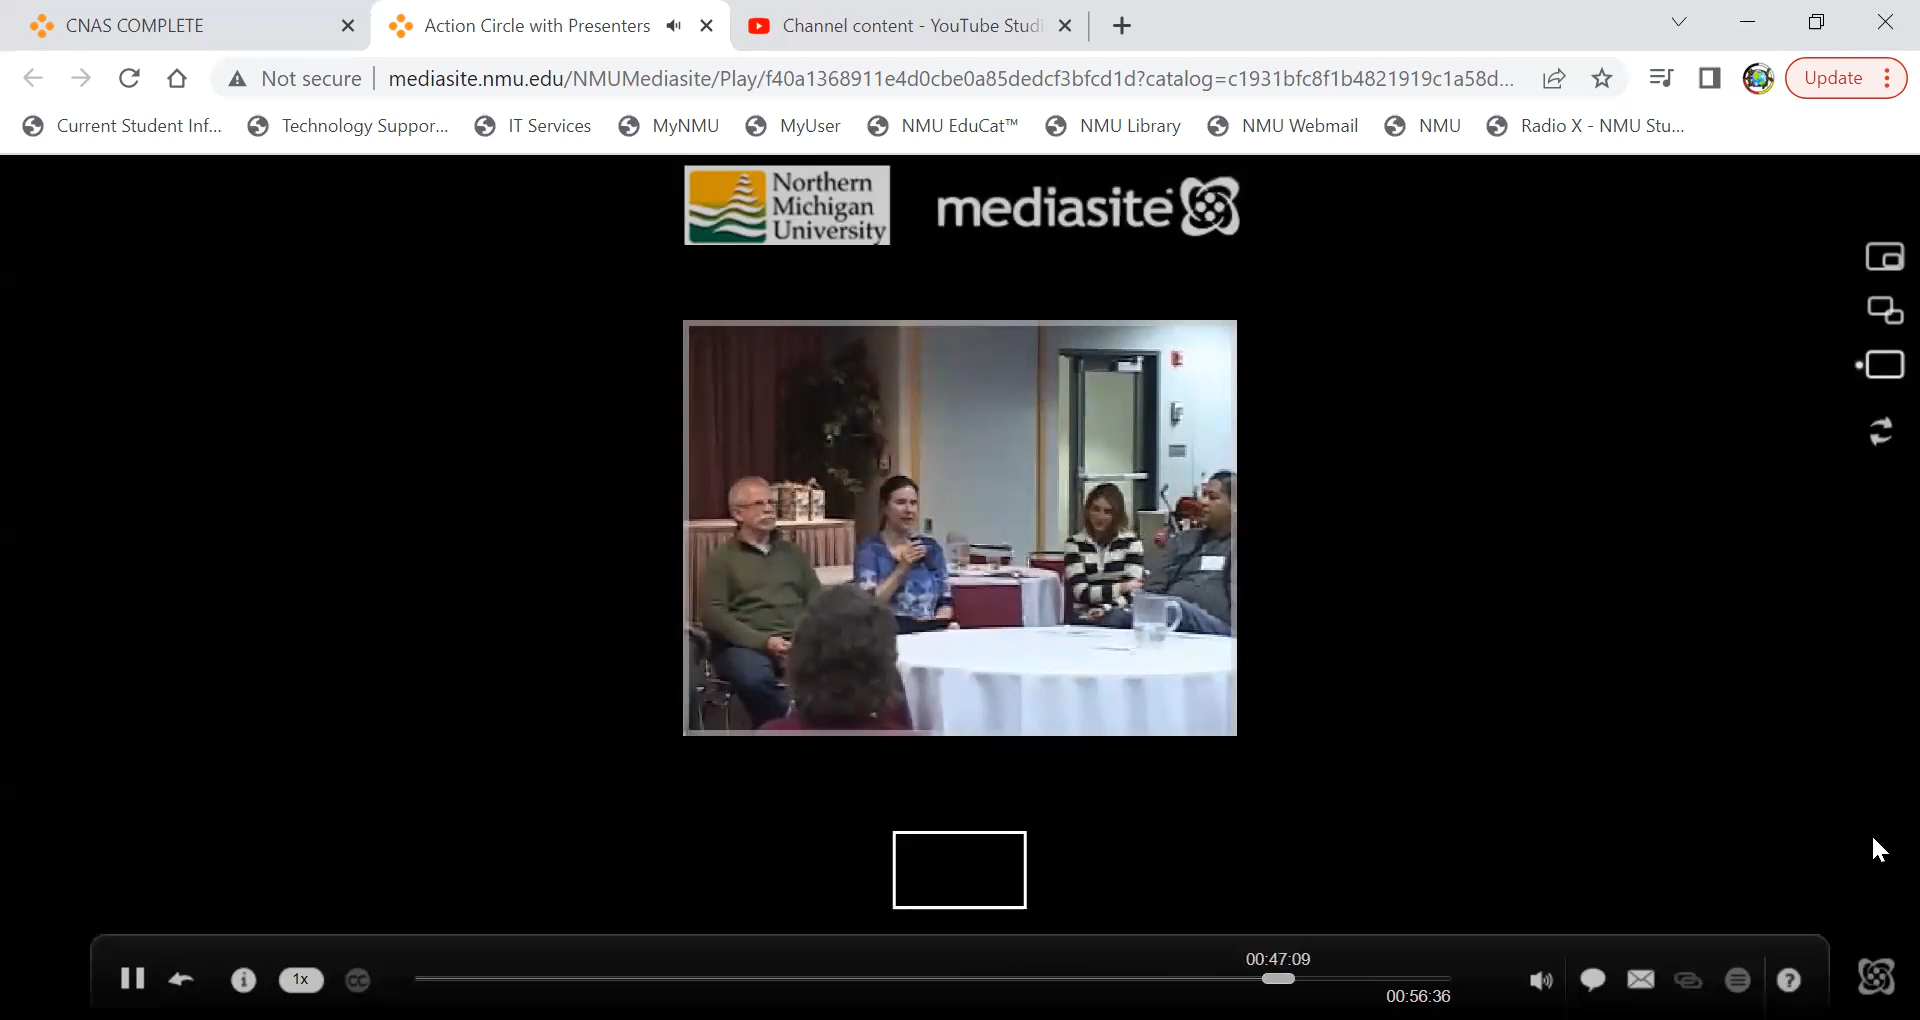 CNAS COMPLETE
Action Circle with Presenters
Channel content - YouTube Studi
Not secure
mediasite.nmu.edu/NMUMediasite/Play/f40a1368911e4d0cbe0a85dedcf3bfcd1d?catalog=c1931bfc8f1b4821919c1a58d...
Update
Current Student Inf...
Technology Suppor...
IT Services
MyNMU
MyUser
NMU EduCat™
NMU Library
NMU Webmail
NMU
Radio X - NMU Stu...
Northern
Michigan
University
mediasite
00:47:09
1x
CC
00:56:36